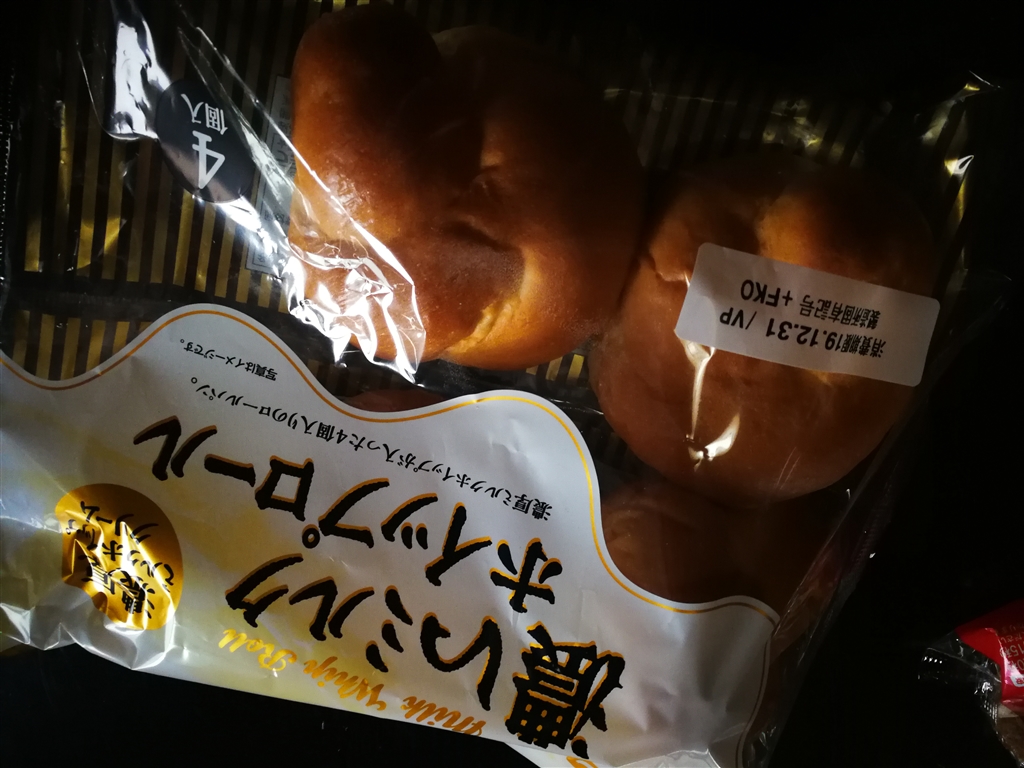 濃いミルク
ホイップロール
Milk Whip Roll
濃厚ミルクホイップが入った4個入りのロールパン。
写真はイメージです。
4
個入
消費期限19.12.31 / VP
製造所固有記号 +FKO